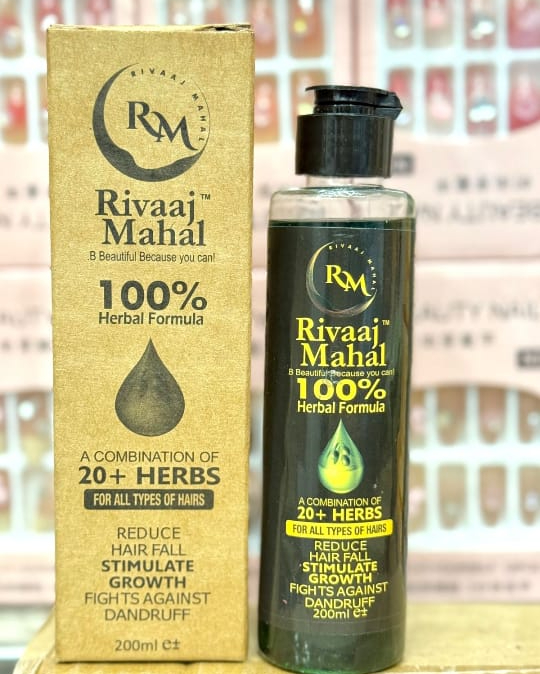 RIVAAJ MAHAL
RM
Rivaaj™
Mahal
.B Beautiful Because you can!
100%
Herbal Formula
A COMBINATION OF
20+ HERBS
FOR ALL TYPES OF HAIRS
REDUCE
HAIR FALL
STIMULATE
GROWTH
FIGHTS AGAINST
DANDRUFF
200ml e±
RIVAAJ MAHAL
RM
Rivaaj™
Mahal
B Beautiful Because you can!
100%
Herbal Formula
A COMBINATION OF
20+ HERBS
FOR ALL TYPES OF HAIRS
REDUCE
HAIR FALL
STIMULATE
GROWTH
FIGHTS AGAINST
DANDRUFF
200ml e±
BEAUTY NAIL